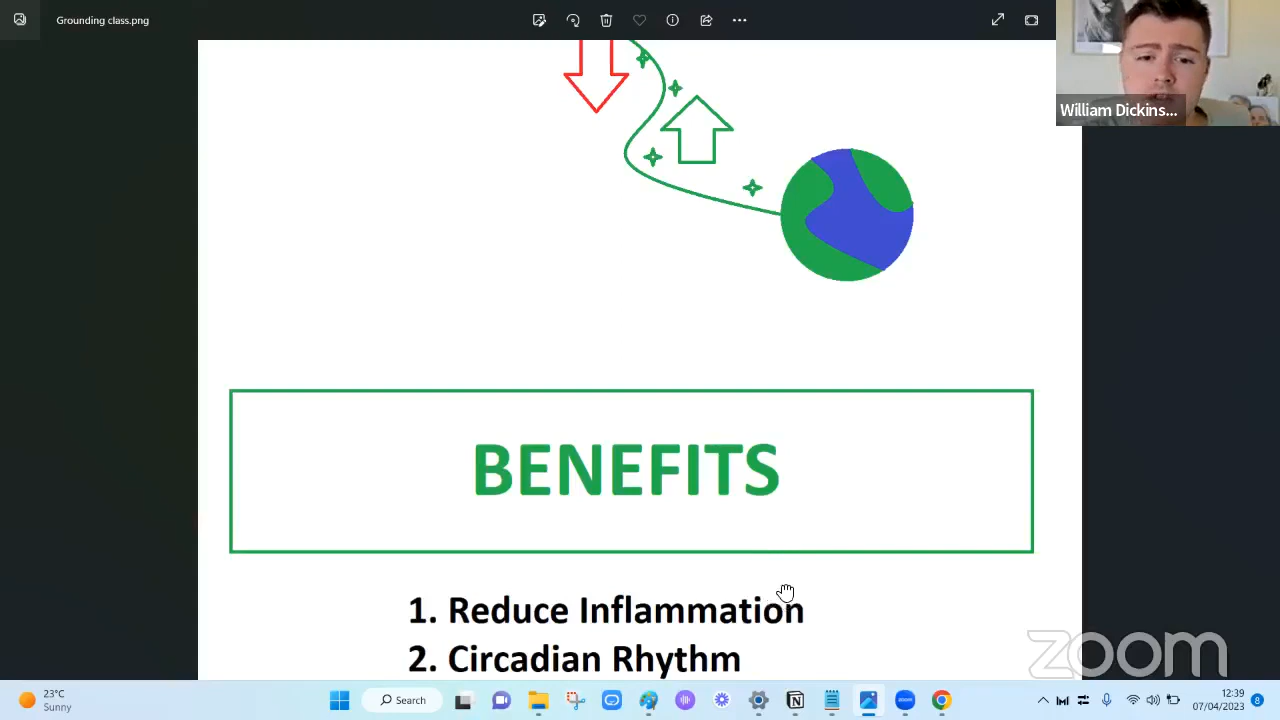 Grounding class.png
William Dickins...
BENEFITS
1. Reduce Inflammation
2. Circadian Rhythm
zoom
23°C
Sunny
Search
12:39
07/04/2023
8